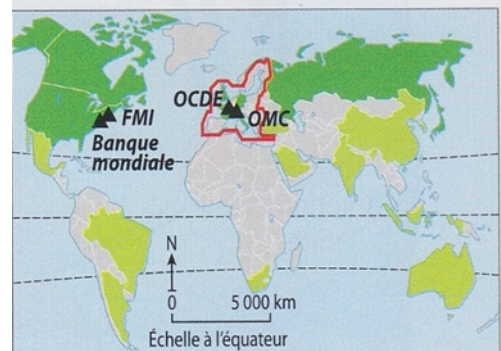 OCDE
OMC
FMI
Banque
mondiale
N
0
5 000 km
Échelle à l'équateur